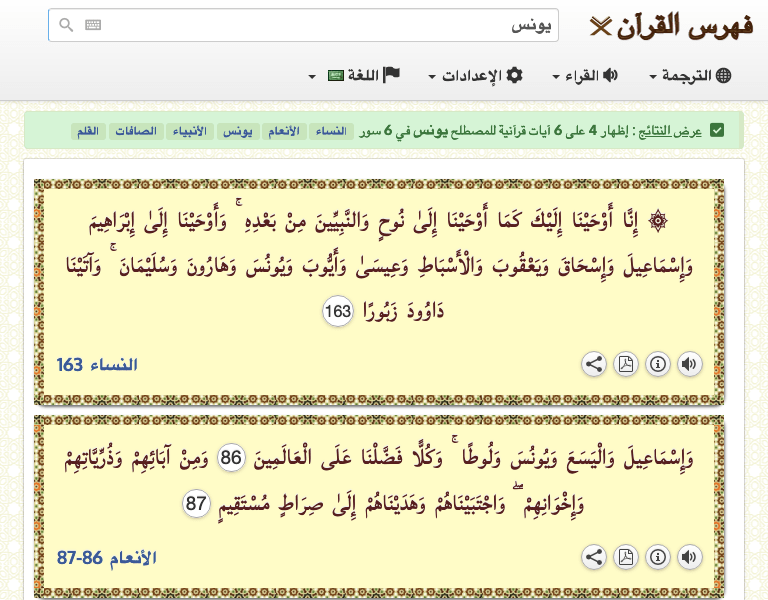 فهرس القرآن
يونس
الترجمة القراء الإعدادات اللغة
عرض النتائج : إظهار 4 على 6 آيات قرآنية للمصطلح يونس في 6 سور النساء الأنعام يونس الأنبياء الصافات القلم
۞ إِنَّا أَوْحَيْنَا إِلَيْكَ كَمَا أَوْحَيْنَا إِلَىٰ نُوحٍ وَالنَّبِيِّينَ مِنْ بَعْدِهِ ۚ وَأَوْحَيْنَا إِلَىٰ إِبْرَاهِيمَ
وَإِسْمَاعِيلَ وَإِسْحَاقَ وَيَعْقُوبَ وَالْأَسْبَاطِ وَعِيسَىٰ وَأَيُّوبَ وَيُونُسَ وَهَارُونَ وَسُلَيْمَانَ ۚ وَآتَيْنَا
دَاوُودَ زَبُورًا 163
النساء 163
وَإِسْمَاعِيلَ وَالْيَسَعَ وَيُونُسَ وَلُوطًا ۚ وَكُلًّا فَضَّلْنَا عَلَى الْعَالَمِينَ 86 وَمِنْ آبَائِهِمْ وَذُرِّيَّاتِهِمْ
وَإِخْوَانِهِمْ ۖ وَاجْتَبَيْنَاهُمْ وَهَدَيْنَاهُمْ إِلَىٰ صِرَاطٍ مُسْتَقِيمٍ 87
الأنعام 86-87